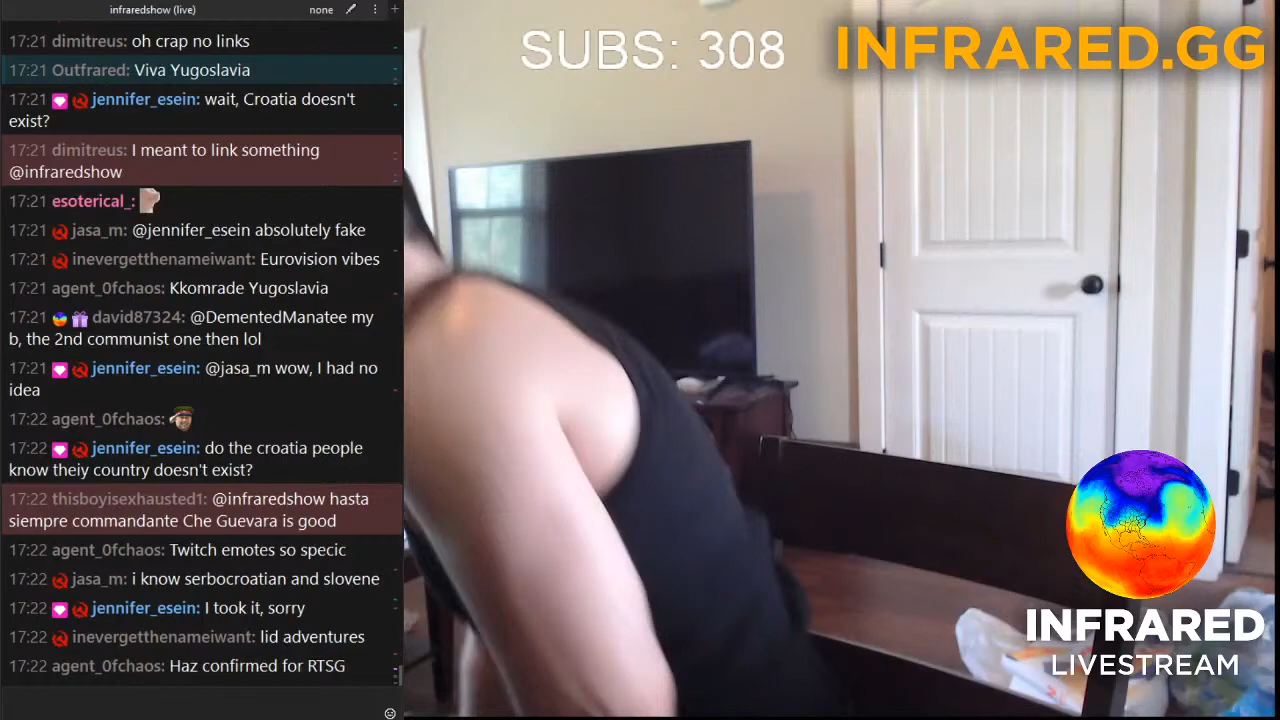 infraredshow (live)
none
17:21 dimitreus: oh crap no links
17:21 Outfrared: Viva Yugoslavia
17:21 jennifer_esein: wait, Croatia doesn't
exist?
17:21 dimitreus: I meant to link something
@infraredshow
17:21 esoterical_:
17:21 jasa_m: @jennifer_esein absolutely fake
17:21 inevergetthenameiwant: Eurovision vibes
17:21 agent_0fchaos: Kkomrade Yugoslavia
17:21 david87324: @DementedManatee my
b, the 2nd communist one then lol
17:21 jennifer_esein: @jasa_m wow, I had no
idea
17:22 agent_0fchaos:
17:22 jennifer_esein: do the croatia people
know theiy country doesn't exist?
17:22 thisboyisexhausted1: @infraredshow hasta
siempre commandante Che Guevara is good
17:22 agent_0fchaos: Twitch emotes so specic
17:22 jasa_m: i know serbocroatian and slovene
17:22 jennifer_esein: I took it, sorry
17:22 inevergetthenameiwant: lid adventures
17:22 agent_0fchaos: Haz confirmed for RTSG
SUBS: 308
INFRARED.GG
INFRARED
LIVESTREAM